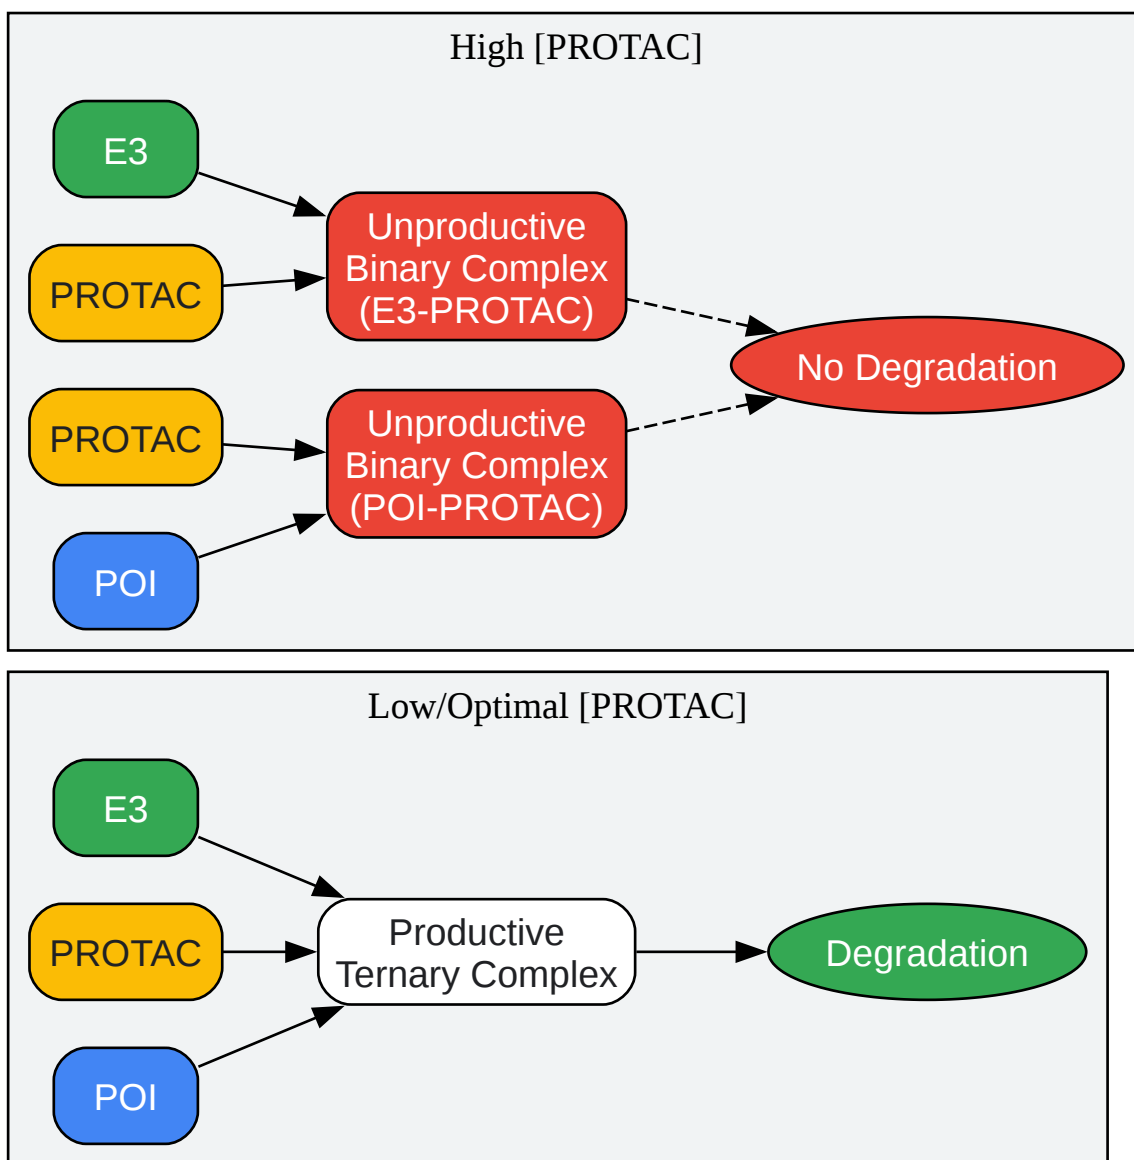 High [PROTAC]
E3
PROTAC
Unproductive
Binary Complex
(E3-PROTAC)
No Degradation
PROTAC
Unproductive
Binary Complex
(POI-PROTAC)
POI
Low/Optimal [PROTAC]
E3
PROTAC
Productive
Ternary Complex
Degradation
POI